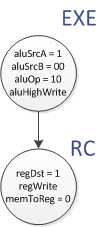 EXE
aluSrcA = 1
aluSrcB = 00
aluOp = 10
aluHighWrite
RC
regDst = 1
regWrite
memToReg = 0